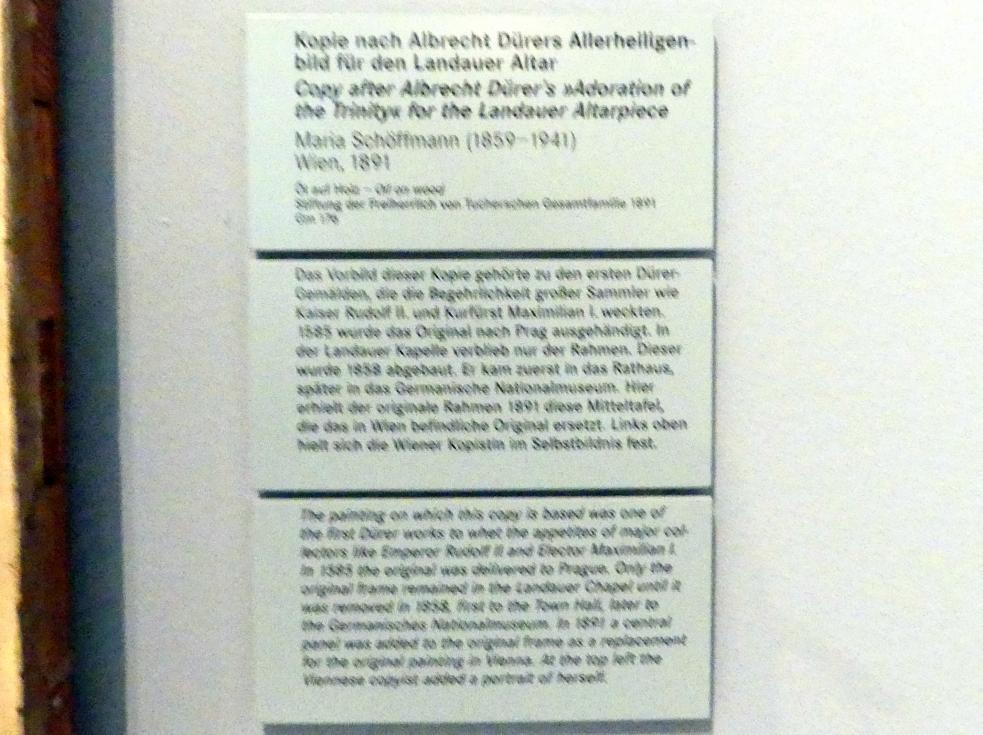 Kopie nach Albrecht Dürers Allerheiligen-
bild für den Landauer Altar
Copy after Albrecht Dürer's »Adoration of
the Trinity« for the Landauer Altarpiece
Maria Schöffmann (1859–1941)
Wien, 1891
Öl auf Holz – Oil on wood
Stiftung der Freiherrlich von Tucherschen Gesamtfamilie 1891
Gm 176
Das Vorbild dieser Kopie gehörte zu den ersten Dürer-
Gemälden, die die Begehrlichkeit großer Sammler wie
Kaiser Rudolf II. und Kurfürst Maximilian I. weckten.
1585 wurde das Original nach Prag ausgehändigt. In
der Landauer Kapelle verblieb nur der Rahmen. Dieser
wurde 1858 abgebaut. Er kam zuerst in das Rathaus,
später in das Germanische Nationalmuseum. Hier
erhielt der originale Rahmen 1891 diese Mitteltafel,
die das in Wien befindliche Original ersetzt. Links oben
hielt sich die Wiener Kopistin im Selbstbildnis fest.
The painting on which this copy is based was one of
the first Dürer works to whet the appetites of major col-
lectors like Emperor Rudolf II and Elector Maximilian I.
In 1585 the original was delivered to Prague. Only the
original frame remained in the Landauer Chapel until it
was removed in 1858, first to the Town Hall, later to
the Germanisches Nationalmuseum. In 1891 a central
panel was added to the original frame as a replacement
for the original painting in Vienna. At the top left the
Viennese copyist added a portrait of herself.